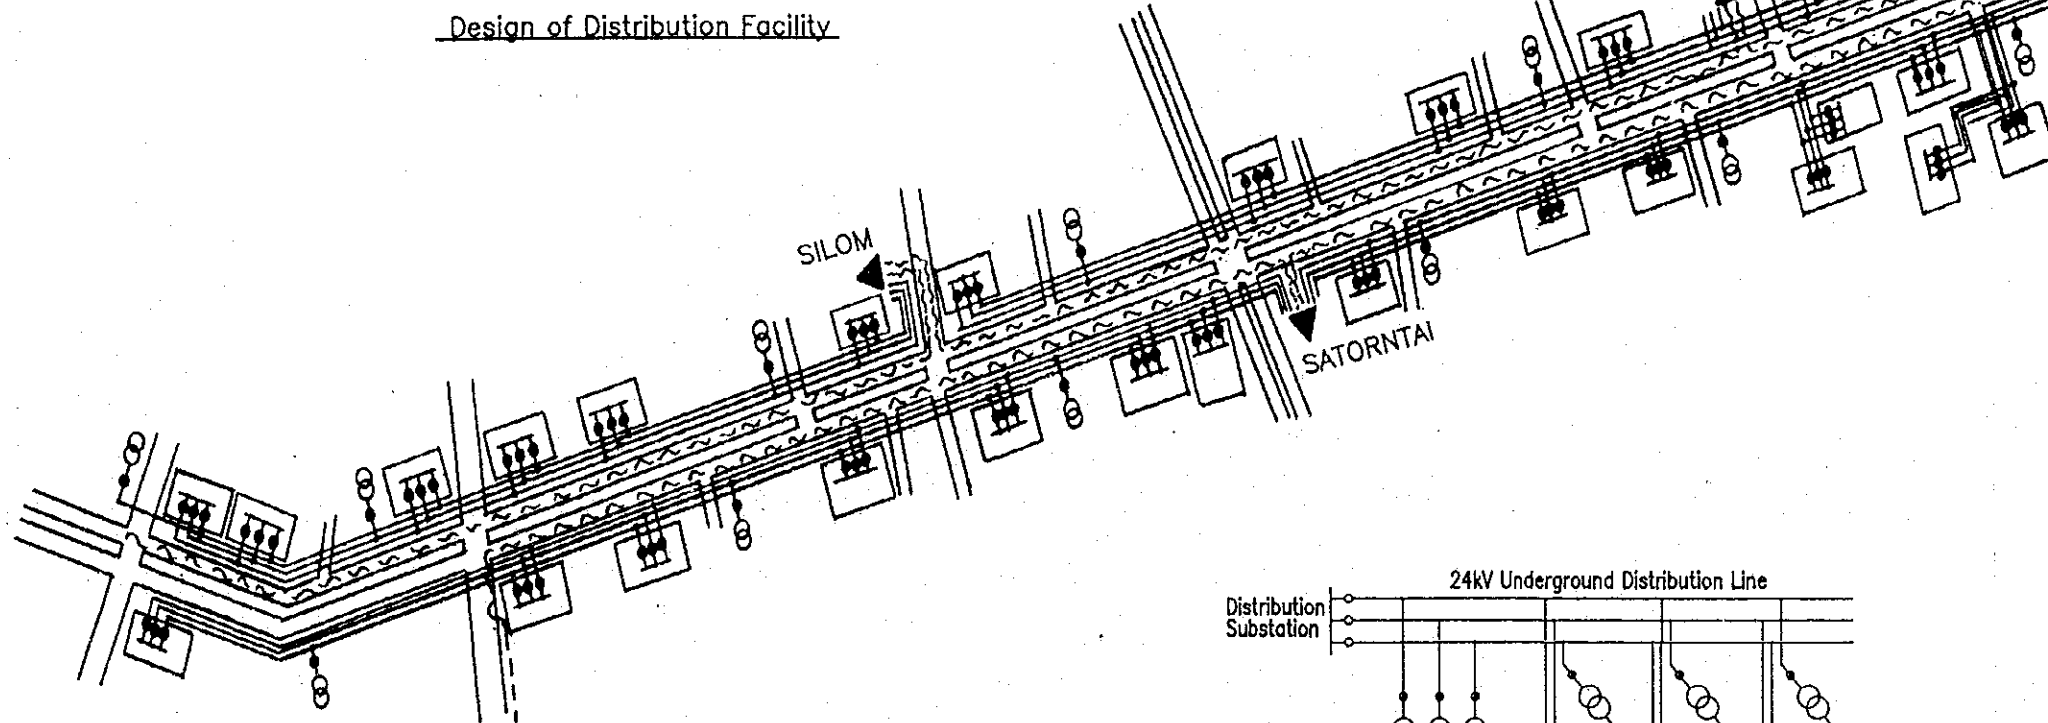 Design of Distribution Facility
SILOM
SATORNTAI
24kV Underground Distribution Line
Distribution
Substation